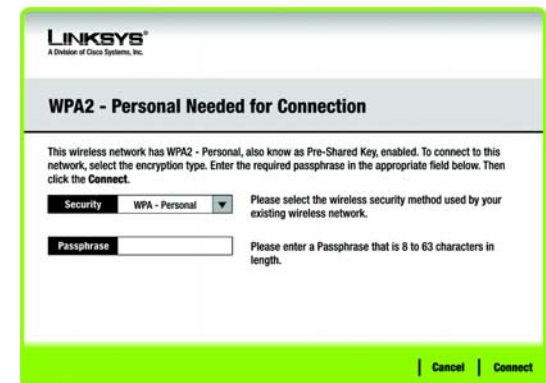 LINKSYS®
A Division of Cisco Systems, Inc.
WPA2 - Personal Needed for Connection
This wireless network has WPA2 - Personal, also know as Pre-Shared Key, enabled. To connect to this
network, select the encryption type. Enter the required passphrase in the appropriate field below. Then
click the Connect.
Security WPA - Personal Please select the wireless security method used by your
existing wireless network.
Passphrase Please enter a Passphrase that is 8 to 63 characters in
length.
Cancel Connect